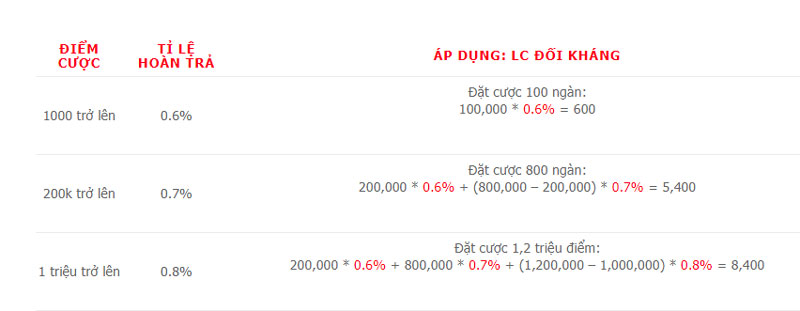 ĐIỂM
CƯỢC
TỈ LỆ
HOÀN TRẢ
ÁP DỤNG: LC ĐỐI KHÁNG
1000 trở lên
0.6%
Đặt cược 100 ngàn:
100,000 * 0.6% = 600
200k trở lên
0.7%
Đặt cược 800 ngàn:
200,000 * 0.6% + (800,000 – 200,000) * 0.7% = 5,400
1 triệu trở lên
0.8%
Đặt cược 1,2 triệu điểm:
200,000 * 0.6% + 800,000 * 0.7% + (1,200,000 – 1,000,000) * 0.8% = 8,400